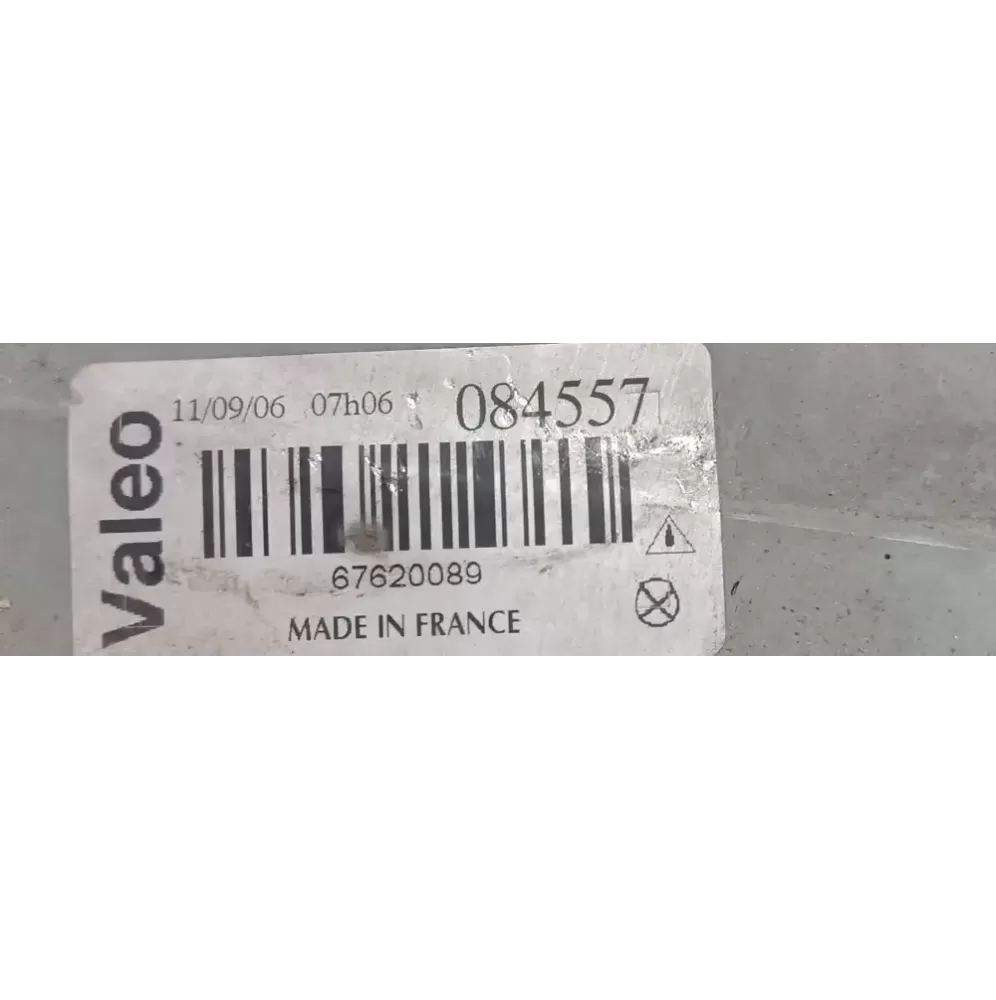 Valeo
11/09/06 07h06 084557
67620089
MADE IN FRANCE